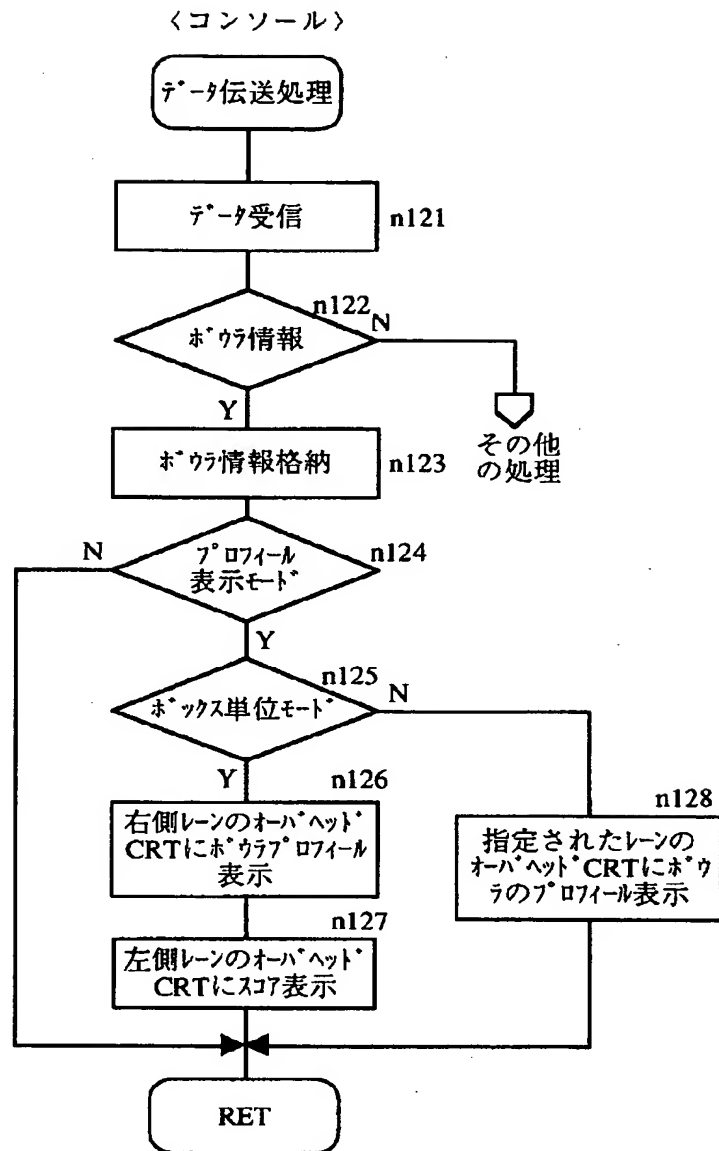 〈コンソール〉
データ伝送処理
データ受信
n121
n122
ボウラ情報
N
Y
その他
の処理
ボウラ情報格納
n123
N
プロフィール
表示モード
n124
Y
n125
ボックス単位モード
N
Y
n126
右側レーンのオーバヘッド
CRTにボウラプロフィール
表示
n128
指定されたレーンの
オーバヘッドCRTにボウ
ラのプロフィール表示
n127
左側レーンのオーバヘッド
CRTにスコア表示
RET